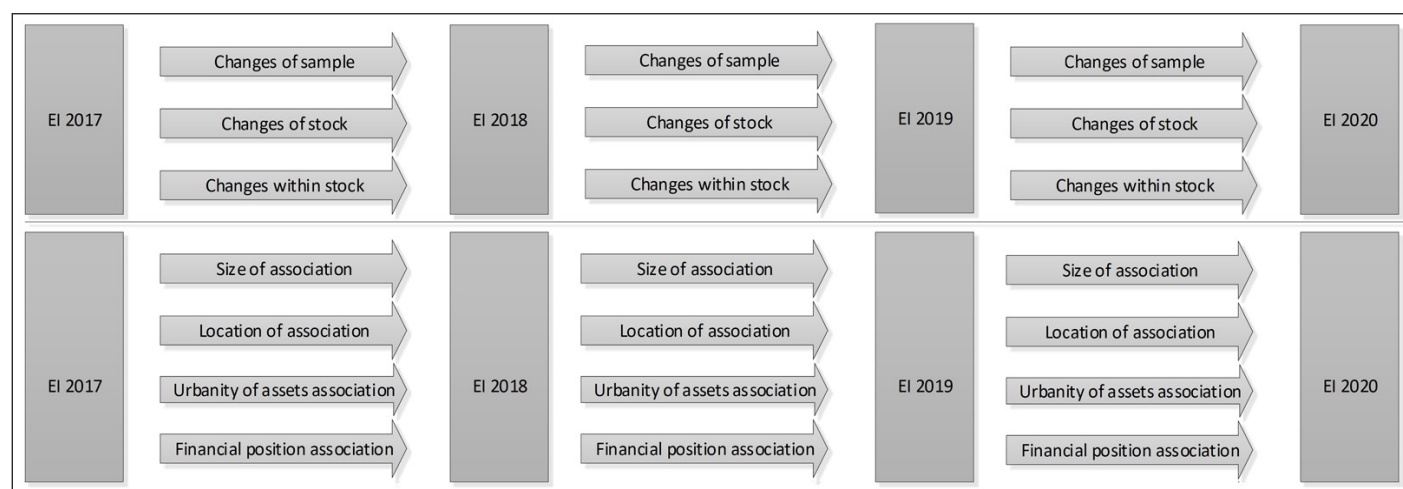 EI 2017
Changes of sample
Changes of stock
Changes within stock
EI 2018
Changes of sample
Changes of stock
Changes within stock
EI 2019
Changes of sample
Changes of stock
Changes within stock
EI 2020
EI 2017
Size of association
Location of association
Urbanity of assets association
Financial position association
EI 2018
Size of association
Location of association
Urbanity of assets association
Financial position association
EI 2019
Size of association
Location of association
Urbanity of assets association
Financial position association
EI 2020